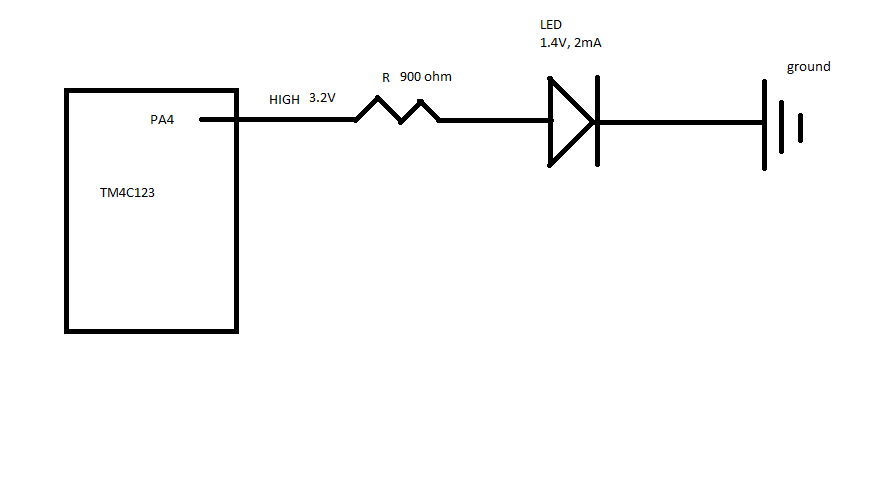 LED
1.4V, 2mA
ground
R 900 ohm
HIGH 3.2V
PA4
TM4C123